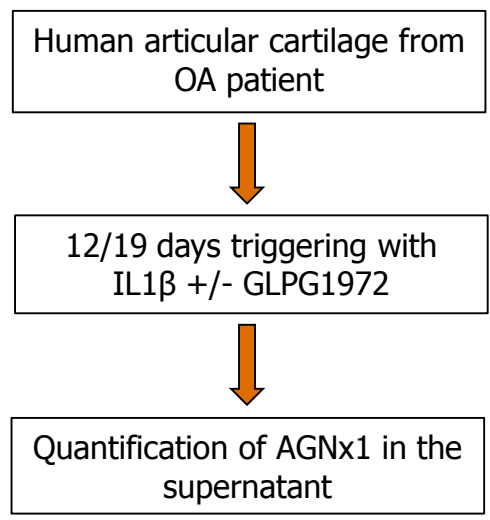 Human articular cartilage from
OA patient
12/19 days triggering with
IL1β +/- GLPG1972
Quantification of AGNx1 in the
supernatant